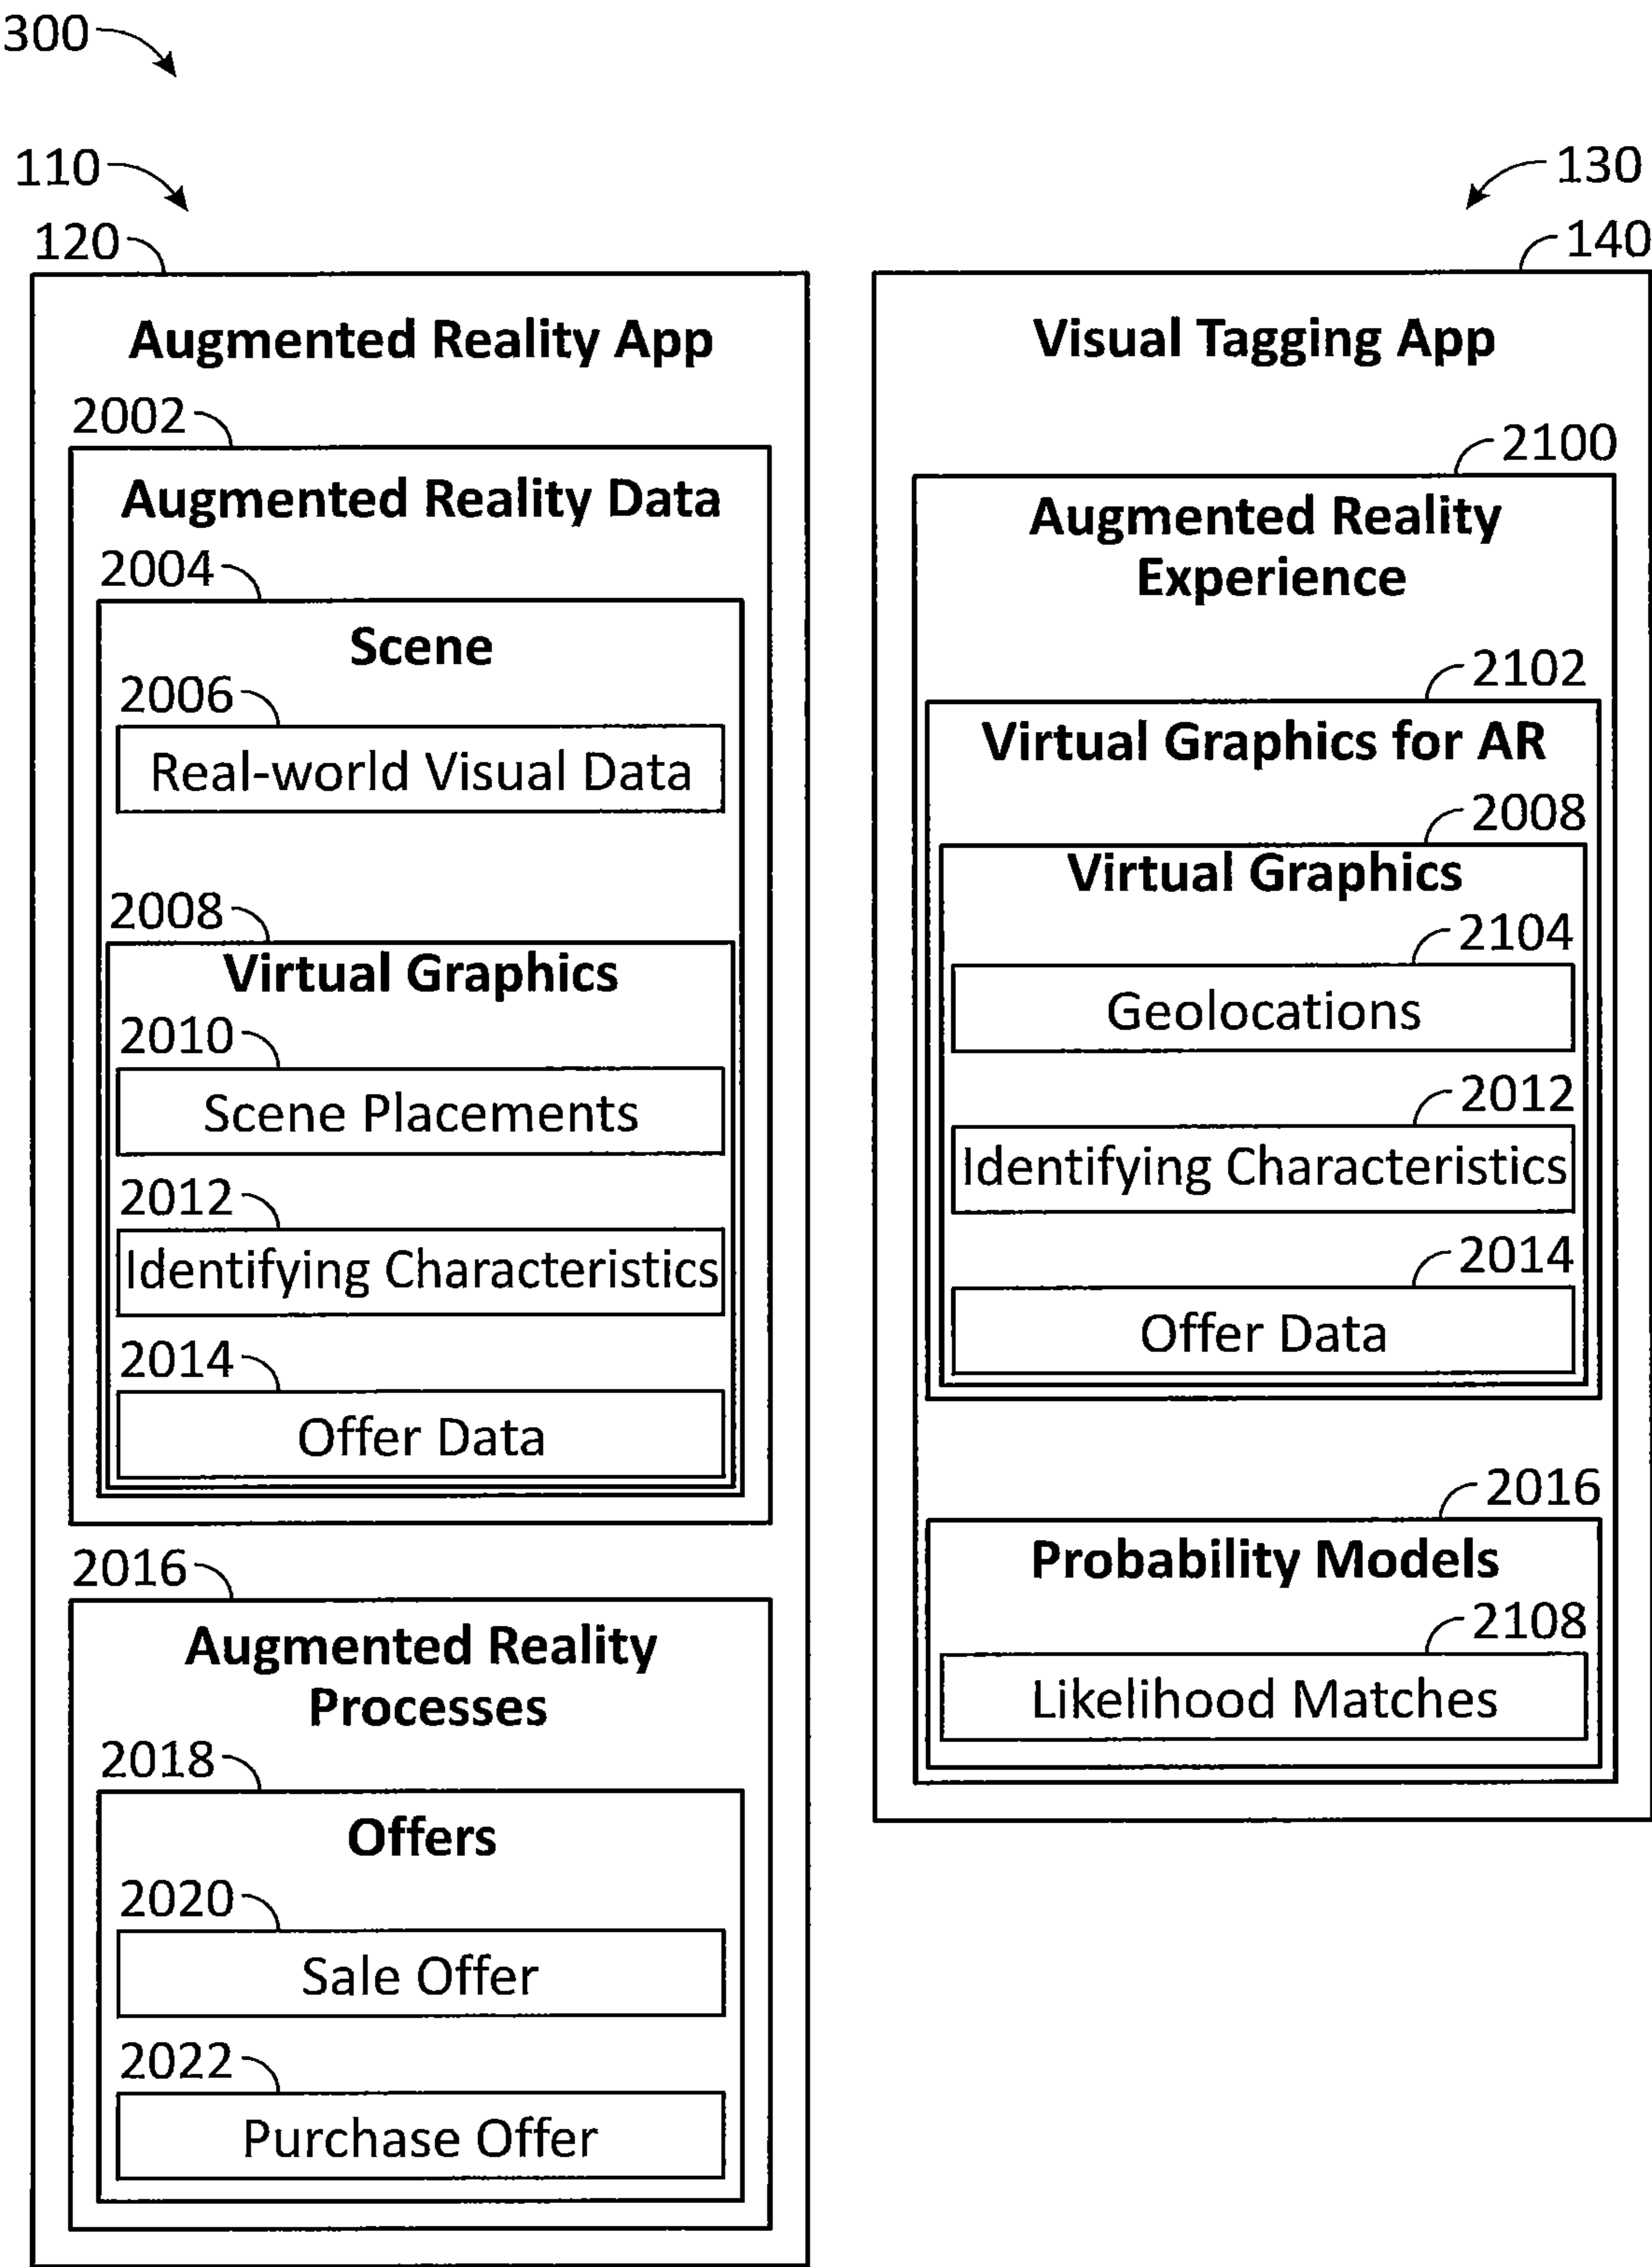 300
110
120
Augmented Reality App
2002
Augmented Reality Data
2004
Scene
2006
Real-world Visual Data
2008
Virtual Graphics
2010
Scene Placements
2012
Identifying Characteristics
2014
Offer Data
2016
Augmented Reality
Processes
2018
Offers
2020
Sale Offer
2022
Purchase Offer
130
140
Visual Tagging App
2100
Augmented Reality
Experience
2102
Virtual Graphics for AR
2008
Virtual Graphics
2104
Geolocations
2012
Identifying Characteristics
2014
Offer Data
2016
Probability Models
2108
Likelihood Matches